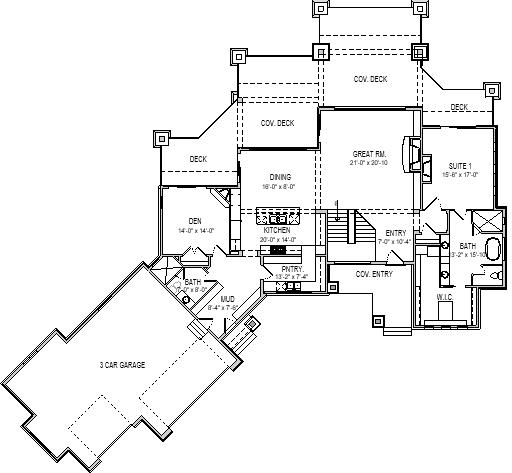 COV. DECK
DECK
COV. DECK
DECK
GREAT RM.
21'-0" x 20'-10
SUITE 1
15'-6" x 17'-0"
DINING
16'-0" x 8'-0"
DEN
14'-0" x 14'-0"
KITCHEN
20'-0" x 14'-0"
ENTRY
7'-0" x 10'-4"
BATH
3'-2" x 15'-10
PNTRY.
13'-2" x 7'-4"
COV. ENTRY
BATH
W.I.C.
MUD
8'-4" x 7'-6"
3 CAR GARAGE